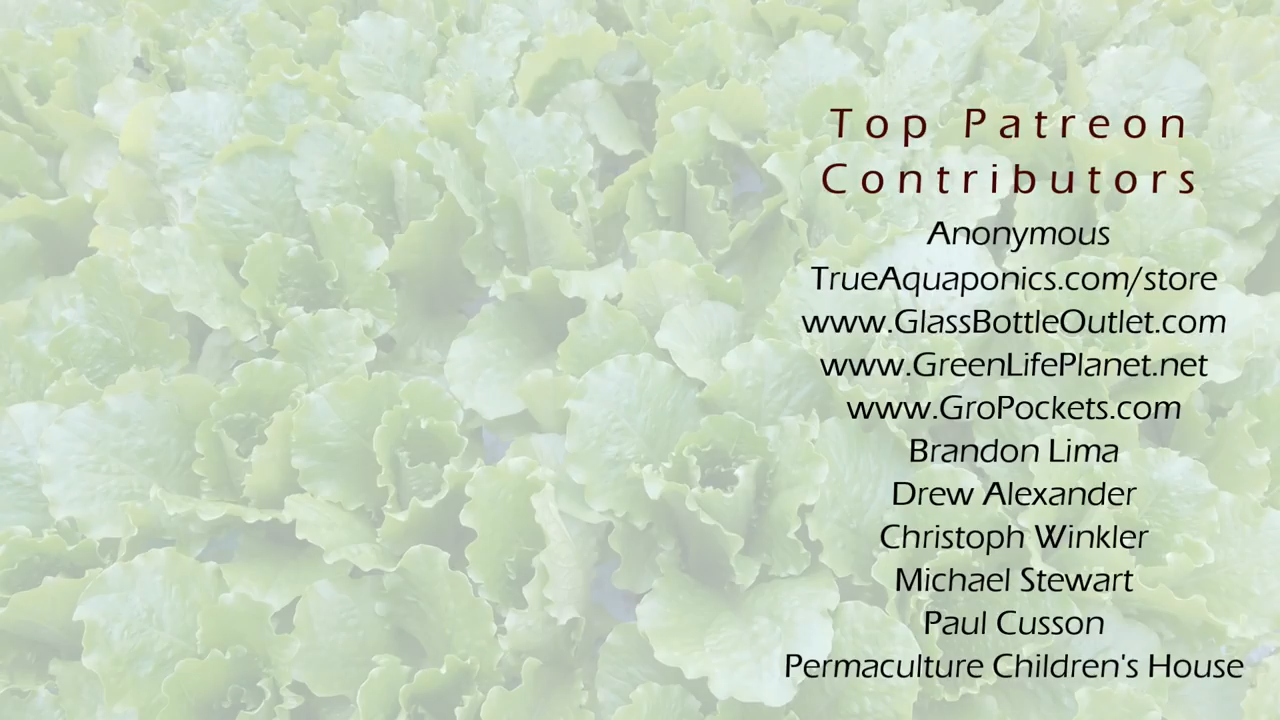 Top Patreon
Contributors
Anonymous
TrueAquaponics.com/store
www.GlassBottleOutlet.com
www.GreenLifePlanet.net
www.GroPockets.com
Brandon Lima
Drew Alexander
Christoph Winkler
Michael Stewart
Paul Cusson
Permaculture Children's House